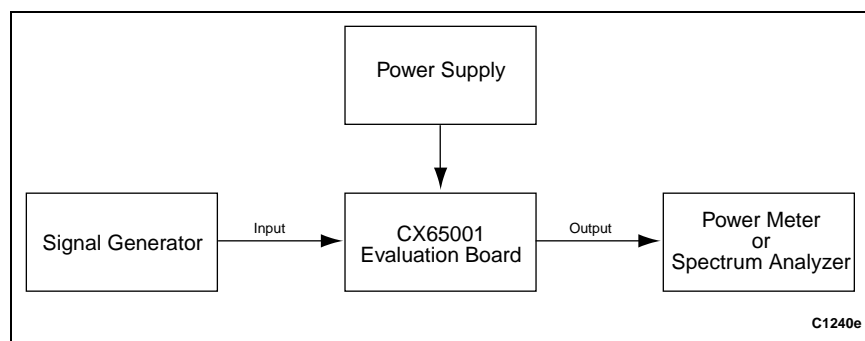 Power Supply
Signal Generator
Input
CX65001
Evaluation Board
Output
Power Meter
or
Spectrum Analyzer
C1240e